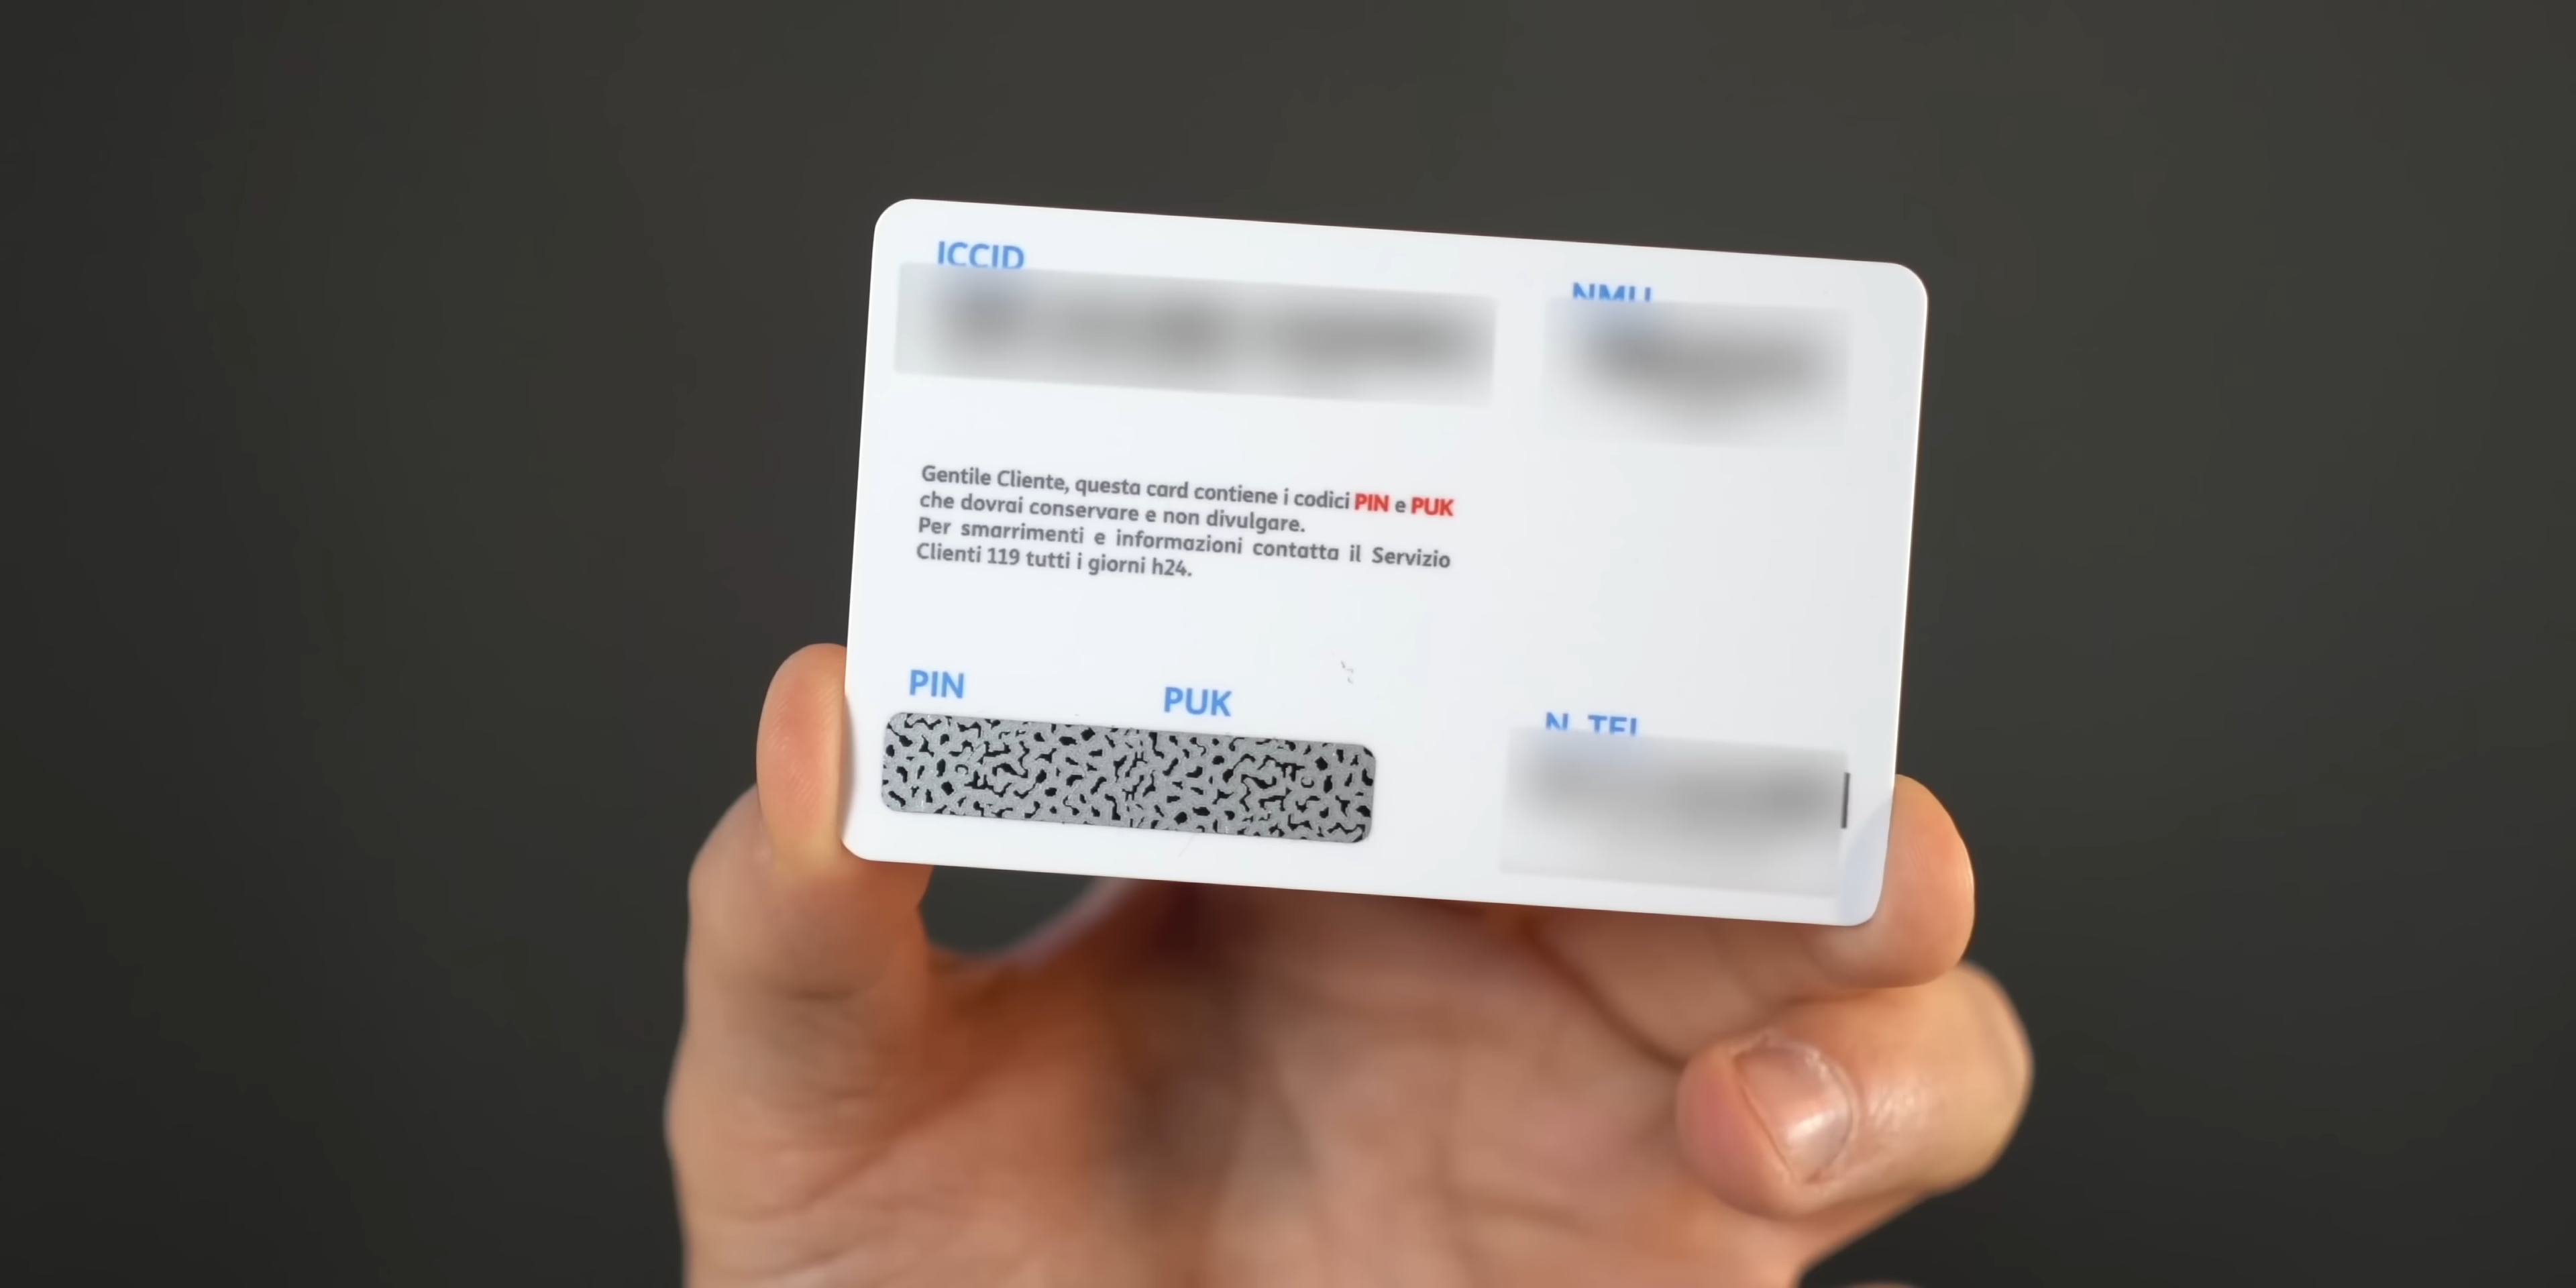 ICCID
NMU
Gentile Cliente, questa card contiene i codici PIN e PUK
che dovrai conservare e non divulgare.
Per smarrimenti e informazioni contatta il Servizio
Clienti 119 tutti i giorni h24.
PIN
PUK
N. TEL